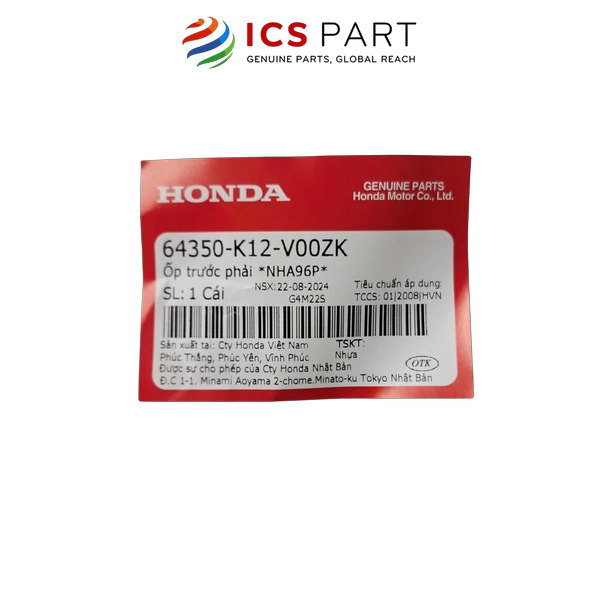 ICS PART
GENUINE PARTS, GLOBAL REACH
HONDA
GENUINE PARTS
Honda Motor Co., Ltd.
64350-K12-V00ZK
Ốp trước phải *NHA96P*
SL: 1 Cái
NSX: 22-08-2024
G4M22S
Tiêu chuẩn áp dụng:
TCCS: 01|2008|HVN
Sản xuất tại: Cty Honda Việt Nam
Phúc Thắng, Phúc Yên, Vĩnh Phúc
TSKT:
Nhựa
Được sự cho phép của Cty Honda Nhật Bản
Đ.C 1-1. Minami Aoyama 2-chome.Minato-ku Tokyo Nhật Bản
OTK